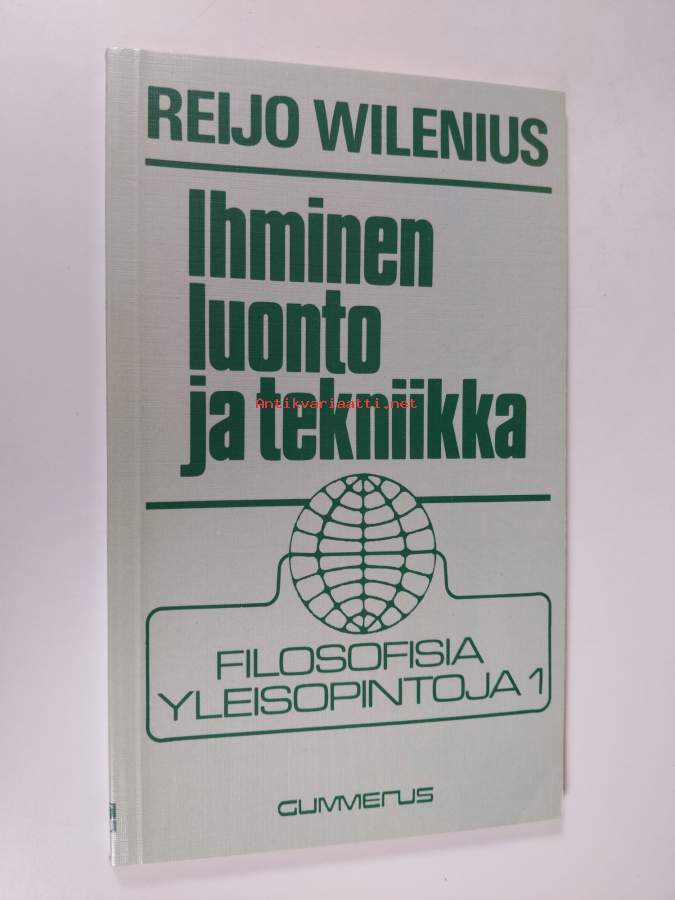 REIJO WILENIUS
Ihminen
luonto
ja tekniikka
Antikvariaatti.net
FILOSOFISIA
YLEISOPINTOJA 1
GUMMERUS